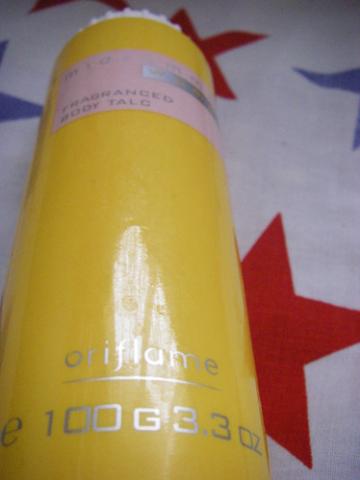 FRAGRANCED
BODY TALC
oriflame
e 100 G 3.3 oz